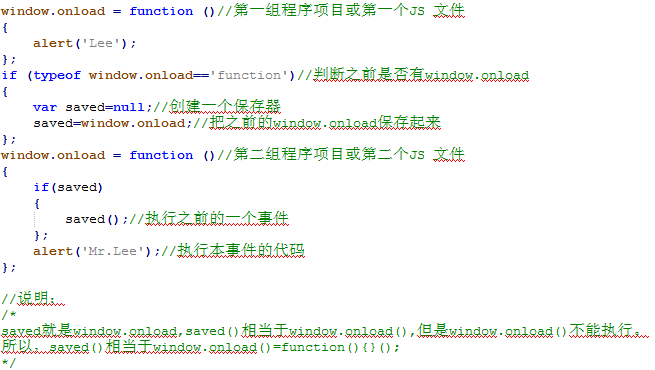 window.onload = function ()//第一组程序项目或第一个JS 文件
{
    alert('Lee');
};
if (typeof window.onload=='function')//判断之前是否有window.onload
{
    var saved=null;//创建一个保存器
    saved=window.onload;//把之前的window.onload保存起来
};
window.onload = function ()//第二组程序项目或第二个JS 文件
{
    if(saved)
    {
        saved();//执行之前的一个事件
    };
    alert('Mr.Lee');//执行本事件的代码
};
//说明：
/*
saved就是window.onload,saved()相当于window.onload(),但是window.onload()不能执行。
所以，saved()相当于window.onload()=function(){}();
*/